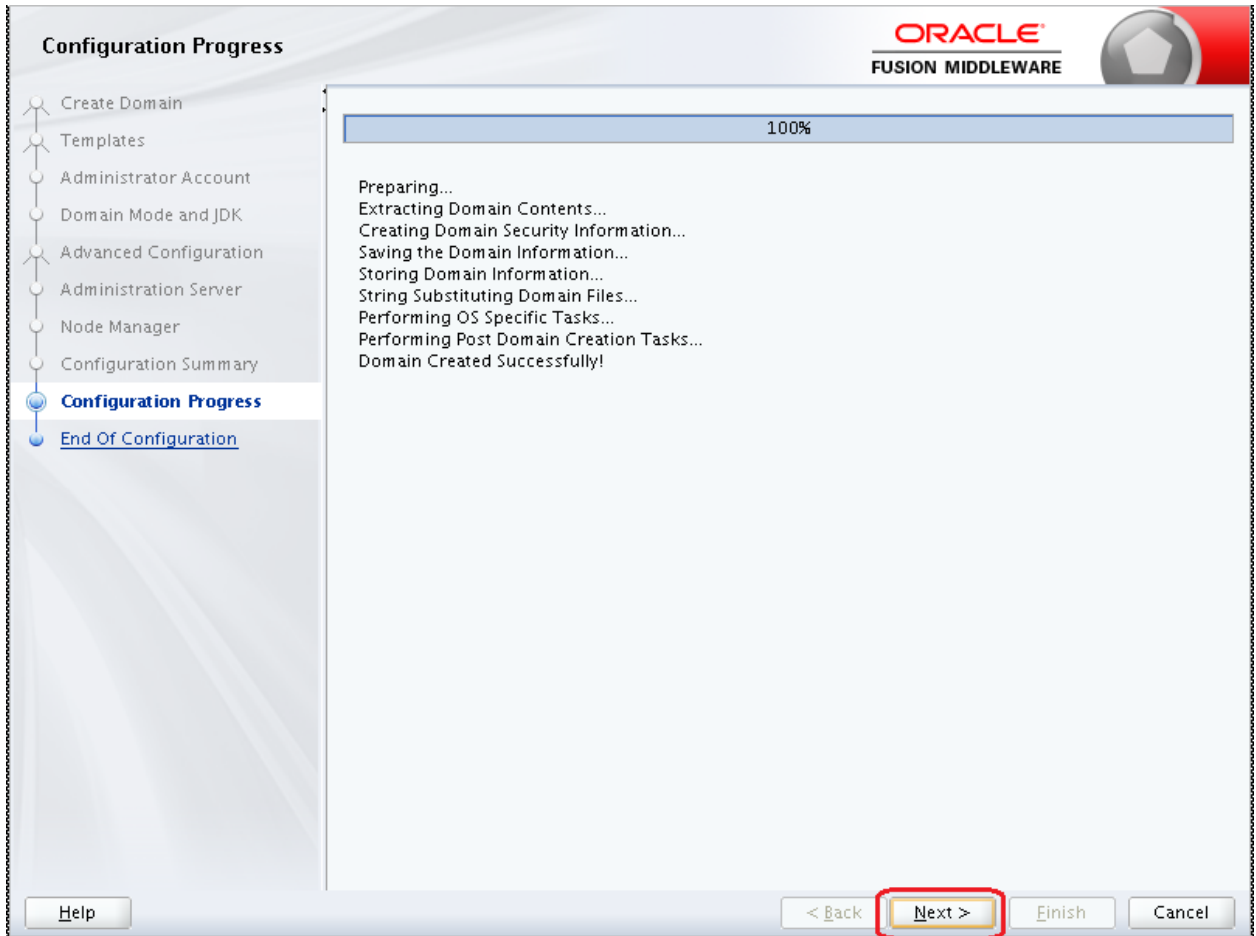 Configuration Progress
ORACLE
FUSION MIDDLEWARE
Create Domain
Templates
Administrator Account
Domain Mode and JDK
Advanced Configuration
Administration Server
Node Manager
Configuration Summary
Configuration Progress
End Of Configuration
100%
Preparing...
Extracting Domain Contents...
Creating Domain Security Information...
Saving the Domain Information...
Storing Domain Information...
String Substituting Domain Files...
Performing OS Specific Tasks...
Performing Post Domain Creation Tasks...
Domain Created Successfully!
Help
< Back
Next >
Finish
Cancel